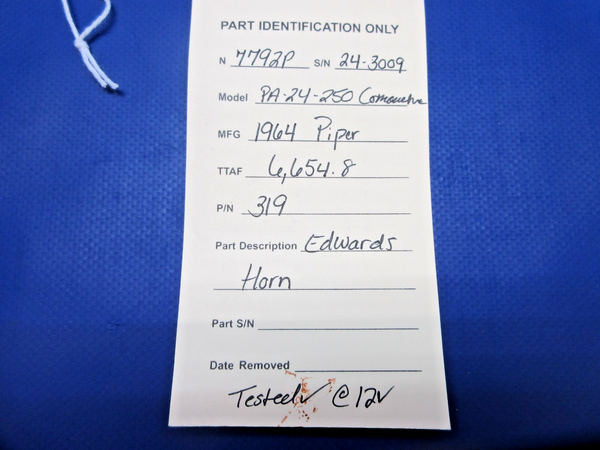 PART IDENTIFICATION ONLY
N 7792P S/N 24-3009
Model PA-24-250 Comanche
MFG 1964 Piper
TTAF 6,654.8
P/N 319
Part Description Edwards
Horn
Part S/N
Date Removed
Tested ✓ @ 12V